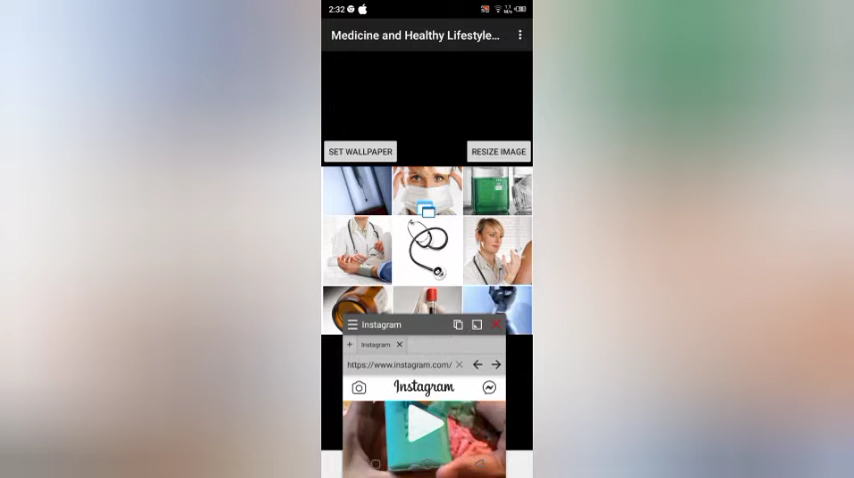 2:32
Medicine and Healthy Lifestyle...
SET WALLPAPER
RESIZE IMAGE
Instagram
+ Instagram
https://www.instagram.com/
Instagram